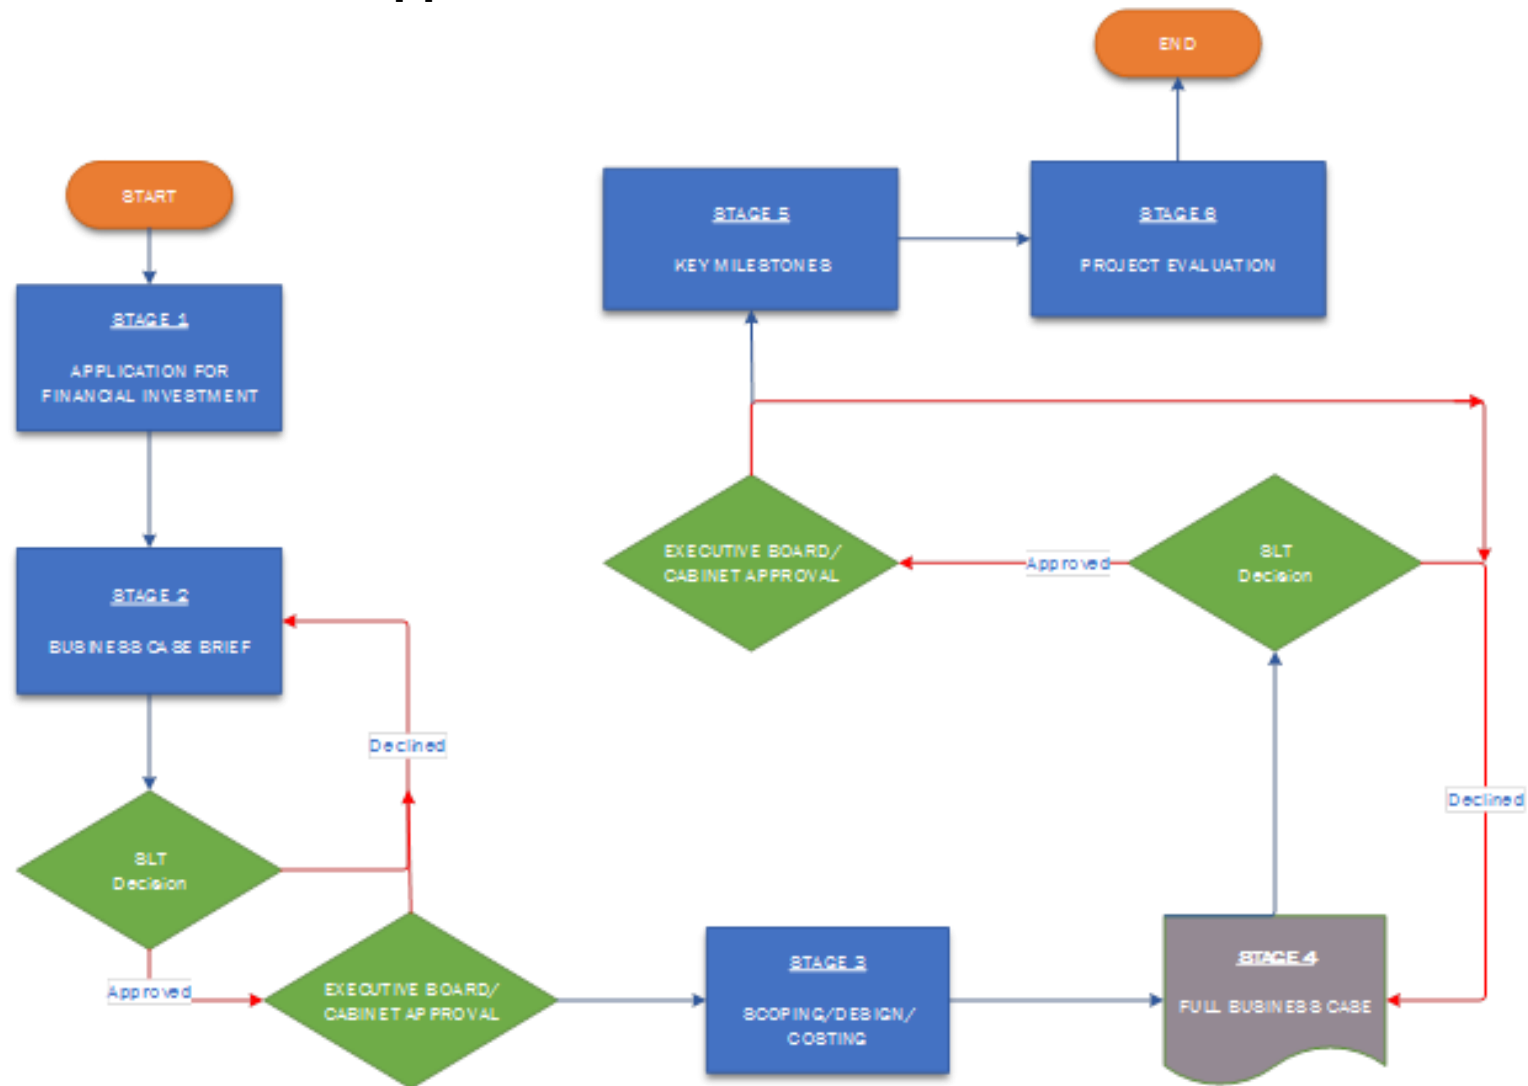 END
START
STAGE 1
APPLICATION FOR
FINANCIAL INVESTMENT
STAGE 2
BUSINESS CASE BRIEF
Declined
SLT
Decision
Approved
EXECUTIVE BOARD/
CABINET APPROVAL
STAGE 3
SCOPING/DESIGN/
COSTING
STAGE 4
FULL BUSINESS CASE
Declined
SLT
Decision
Approved
EXECUTIVE BOARD/
CABINET APPROVAL
STAGE 5
KEY MILESTONES
STAGE 6
PROJECT EVALUATION